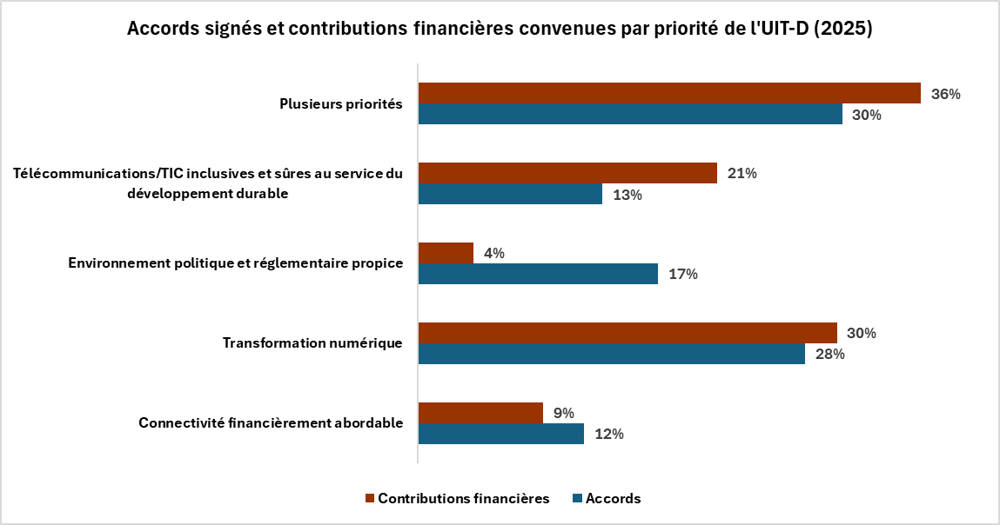 Accords signés et contributions financières convenues par priorité de l'UIT-D (2025)
Plusieurs priorités
36%
30%
Télécommunications/TIC inclusives et sûres au service du
développement durable
21%
13%
Environnement politique et réglementaire propice
4%
17%
Transformation numérique
30%
28%
Connectivité financièrement abordable
9%
12%
Contributions financières
Accords